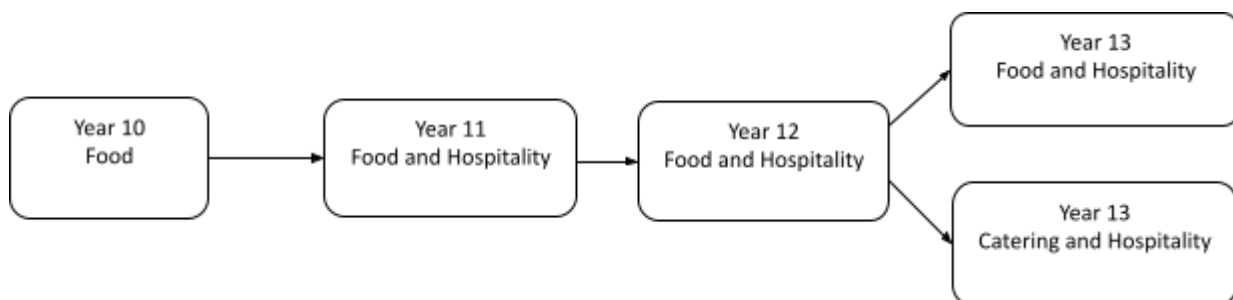 Year 10
Food
Year 11
Food and Hospitality
Year 12
Food and Hospitality
Year 13
Food and Hospitality
Year 13
Catering and Hospitality